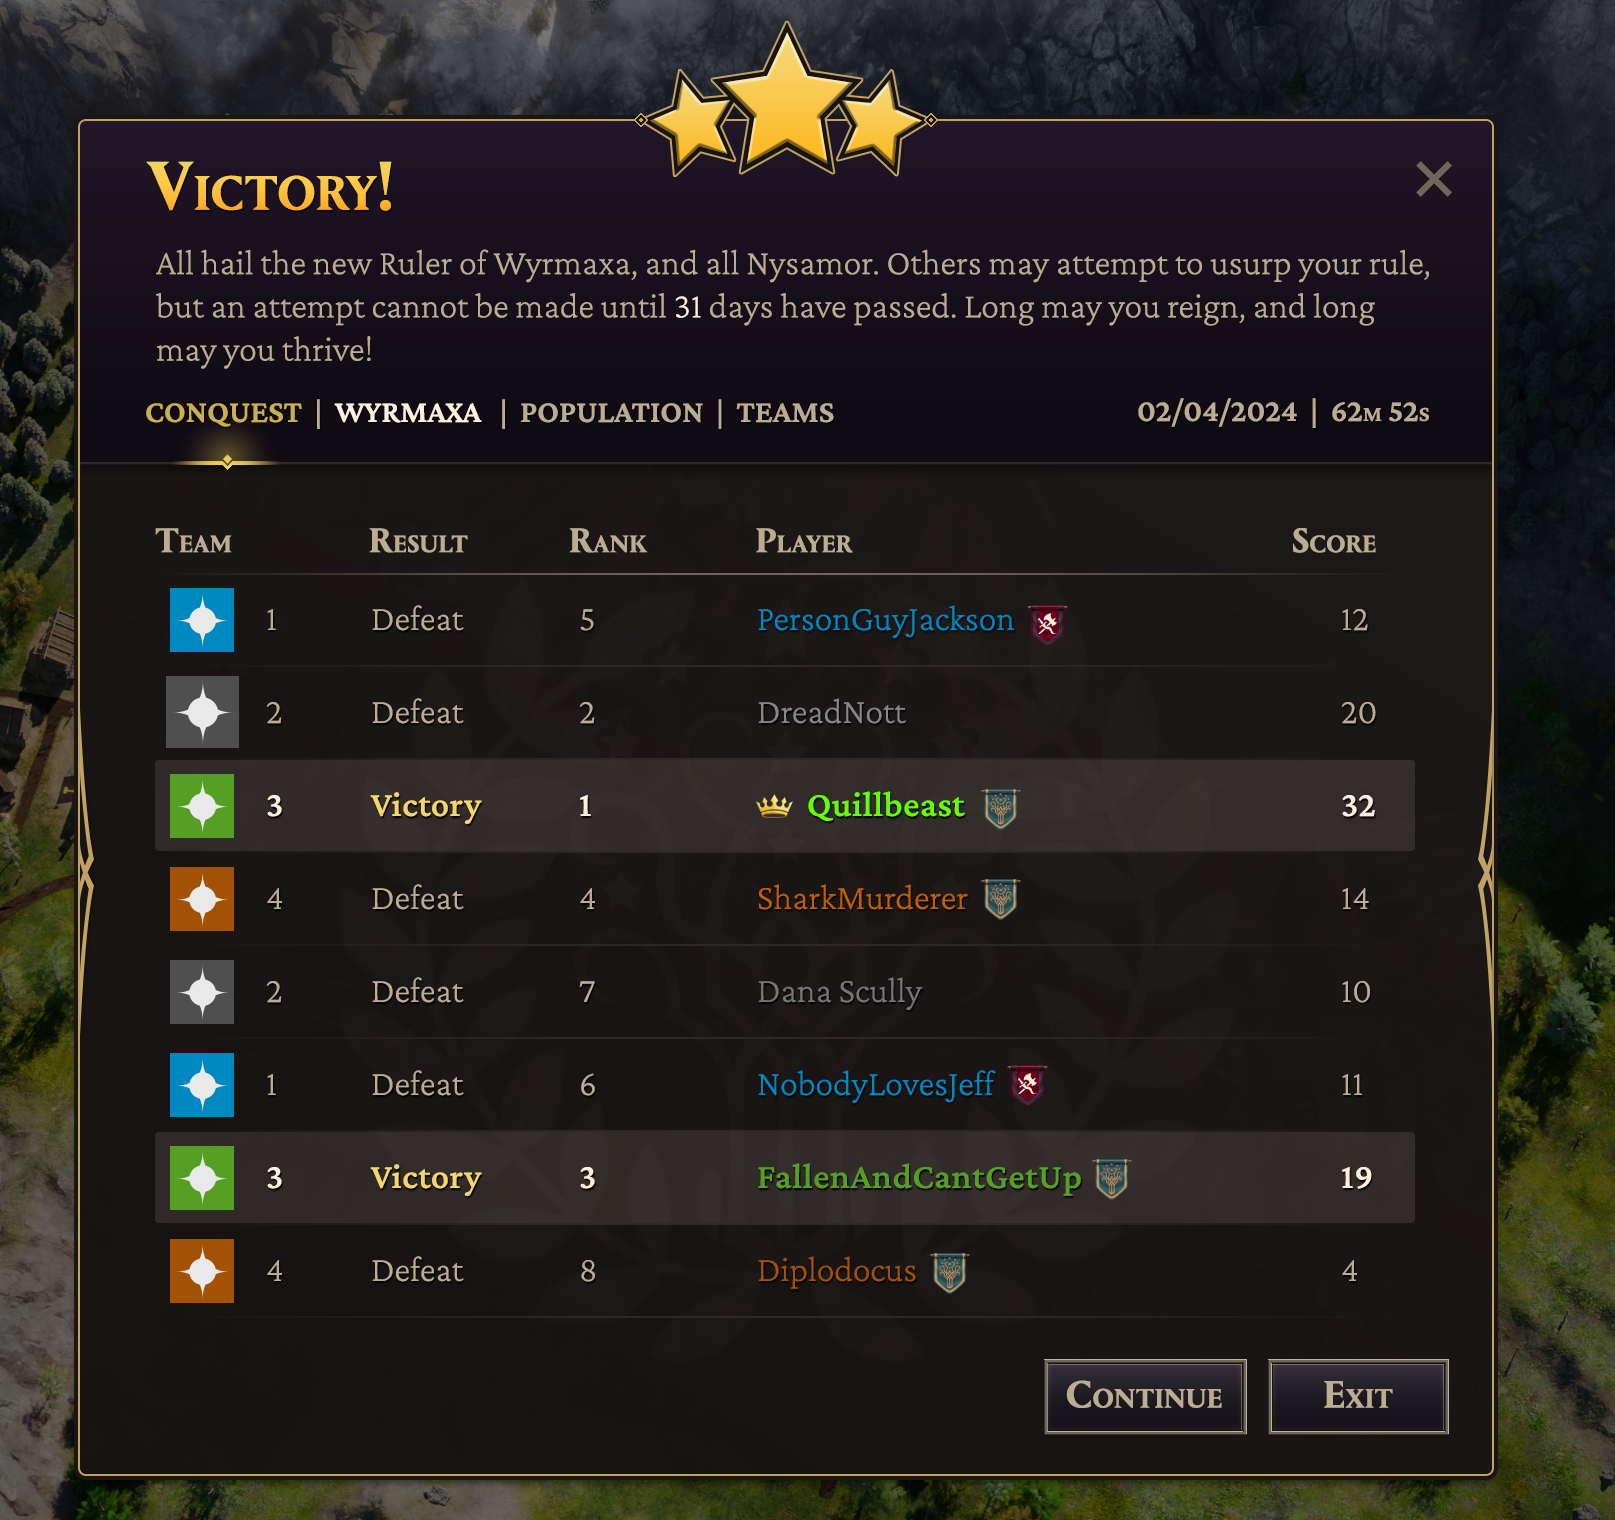 Victory!
All hail the new Ruler of Wyrmaxa, and all Nysamor. Others may attempt to usurp your rule,
but an attempt cannot be made until 31 days have passed. Long may you reign, and long
may you thrive!
CONQUEST | WYRMAXA | POPULATION | TEAMS 02/04/2024 | 62M 52S
Team Result Rank Player Score
1 Defeat 5 PersonGuyJackson 12
2 Defeat 2 DreadNott 20
3 Victory 1 Quillbeast 32
4 Defeat 4 SharkMurderer 14
2 Defeat 7 Dana Scully 10
1 Defeat 6 NobodyLovesJeff 11
3 Victory 3 FallenAndCantGetUp 19
4 Defeat 8 Diplodocus 4
Continue Exit